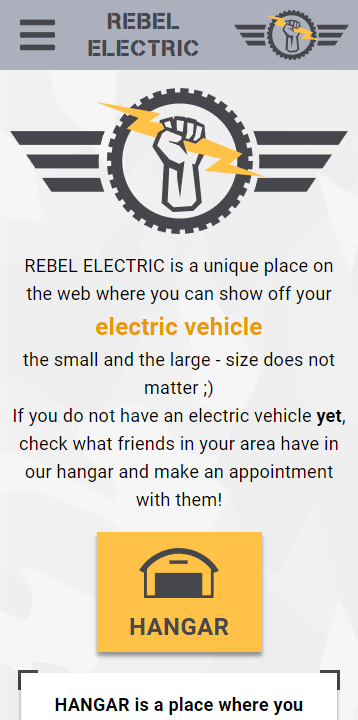 REBEL
ELECTRIC
REBEL ELECTRIC is a unique place on
the web where you can show off your
electric vehicle
the small and the large - size does not
matter ;)
If you do not have an electric vehicle yet,
check what friends in your area have in
our hangar and make an appointment
with them!
HANGAR
HANGAR is a place where you